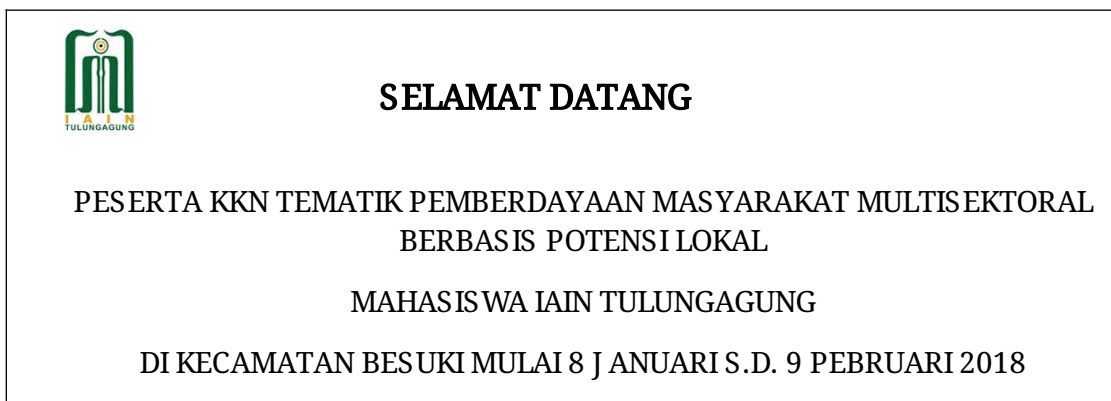 IAIN
TULUNGAGUNG
SELAMAT DATANG
PESERTA KKN TEMATIK PEMBERDAYAAN MASYARAKAT MULTISEKTORAL
BERBASIS POTENSI LOKAL
MAHASISWA IAIN TULUNGAGUNG
DI KECAMATAN BESUKI MULAI 8 JANUARI S.D. 9 PEBRUARI 2018